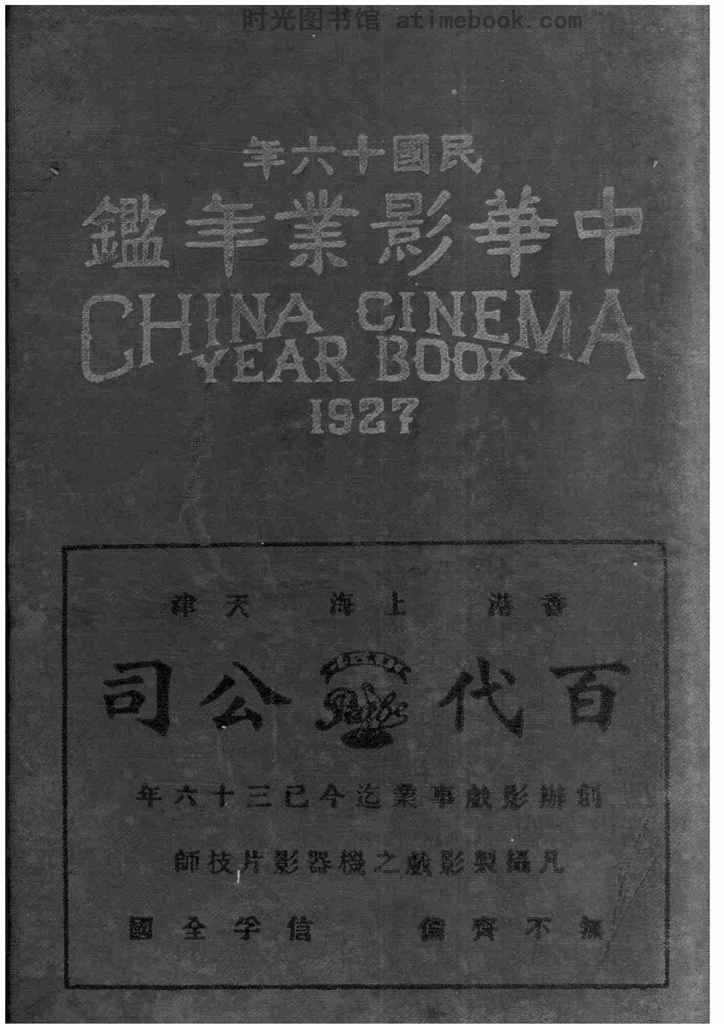 时光图书馆 atimebook.com
民國十六年
中華影業年鑑
CHINA CINEMA
YEAR BOOK
1927
香港 上海 天津
百代 Pathé 公司
創辦影戲事業迄今已三十六年
凡攝製影戲之機器影片技師
無不齊備 信孚全國